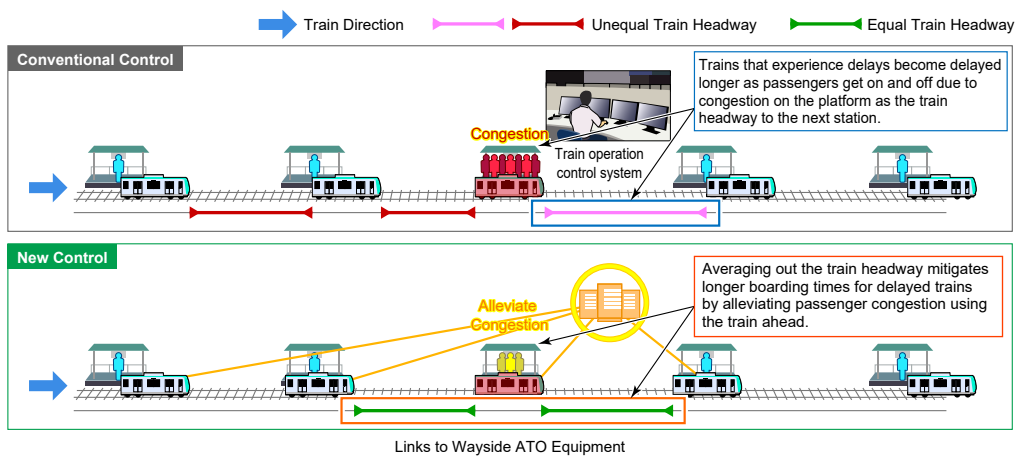 Train Direction
Unequal Train Headway
Equal Train Headway
Conventional Control
Trains that experience delays become delayed
longer as passengers get on and off due to
congestion on the platform as the train
headway to the next station.
Congestion
Train operation
control system
New Control
Averaging out the train headway mitigates
longer boarding times for delayed trains
by alleviating passenger congestion using
the train ahead.
Alleviate
Congestion
Links to Wayside ATO Equipment